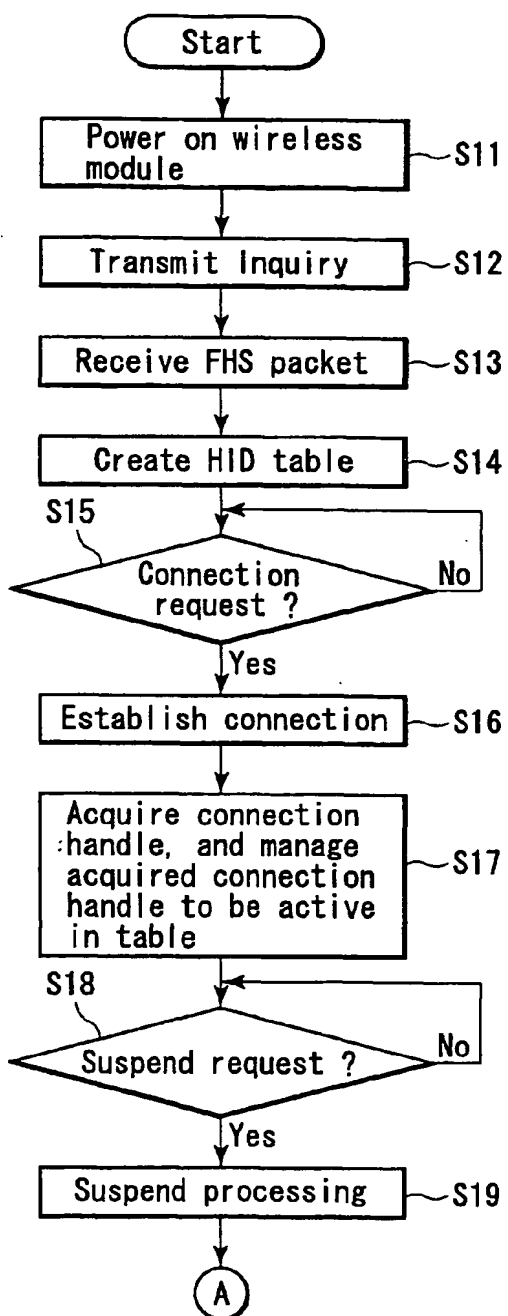 Start
Power on wireless
module
S11
Transmit Inquiry
S12
Receive FHS packet
S13
Create HID table
S14
S15
Connection
request ?
No
Yes
Establish connection
S16
Acquire connection
handle, and manage
acquired connection
handle to be active
in table
S17
S18
Suspend request ?
No
Yes
Suspend processing
S19
A